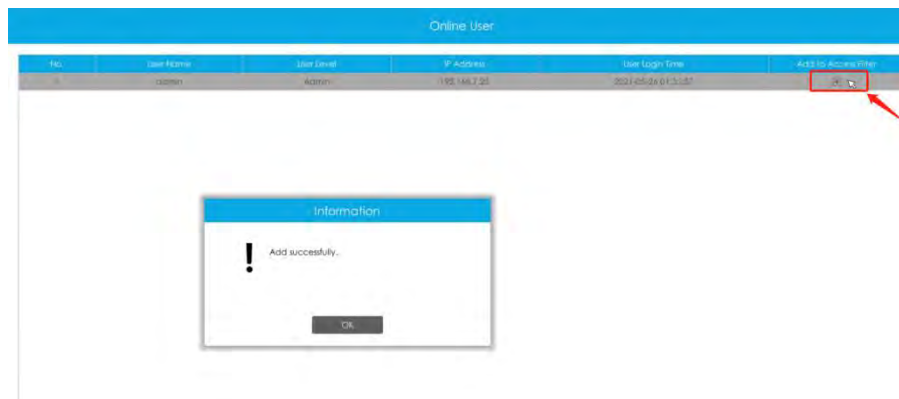 Online User
No. User Name User Level IP Address User Login Time Add to Access Filter
admin Admin
Information
Add successfully.
OK